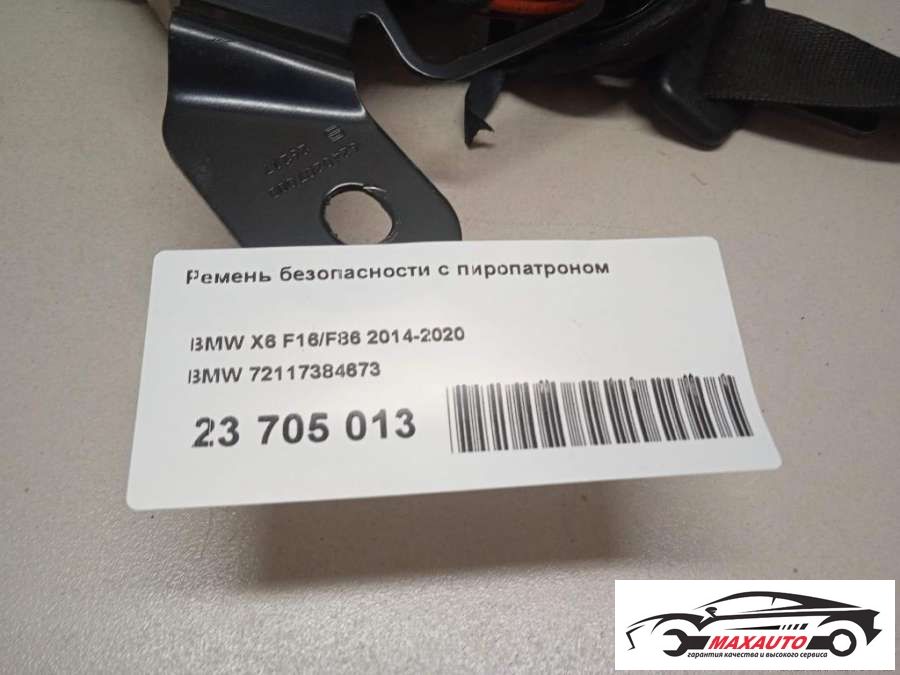 Ремень безопасности с пиропатроном
BMW X6 F16/F86 2014-2020
BMW 72117384673
23 705 013
MAXAUTO
гарантия качества и высокого сервиса